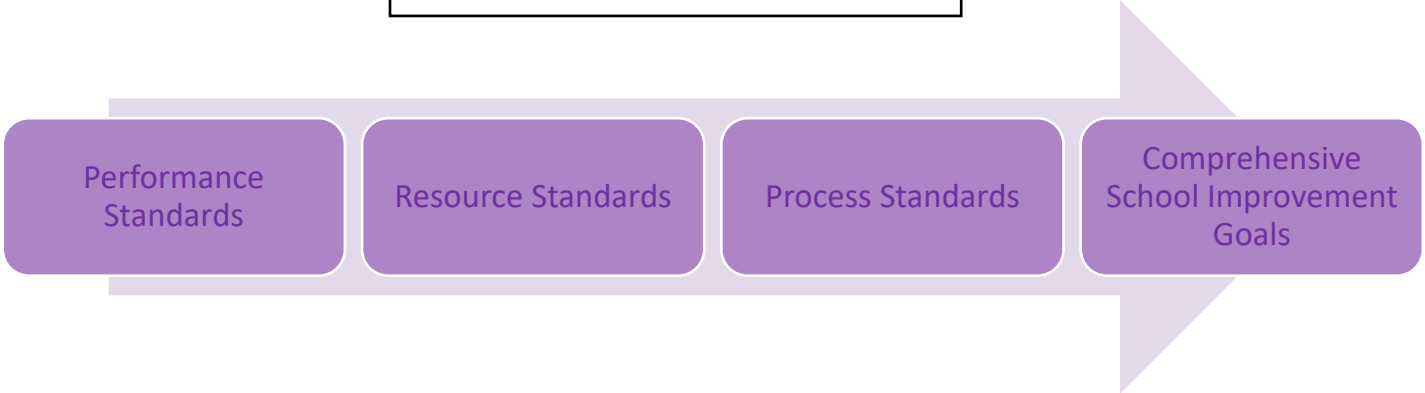 Performance
Standards
Resource Standards
Process Standards
Comprehensive
School Improvement
Goals